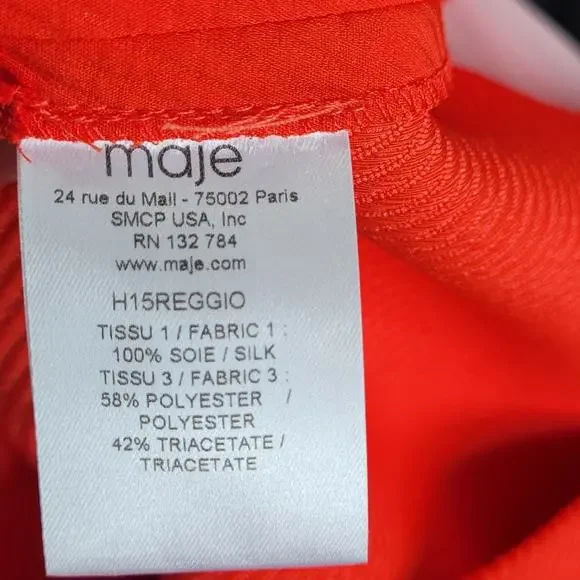 maje
24 rue du Mail - 75002 Paris
SMCP USA, Inc
RN 132 784
www.maje.com
H15REGGIO
TISSU 1 / FABRIC 1 :
100% SOIE / SILK
TISSU 3 / FABRIC 3 :
58% POLYESTER /
POLYESTER
42% TRIACETATE /
TRIACETATE